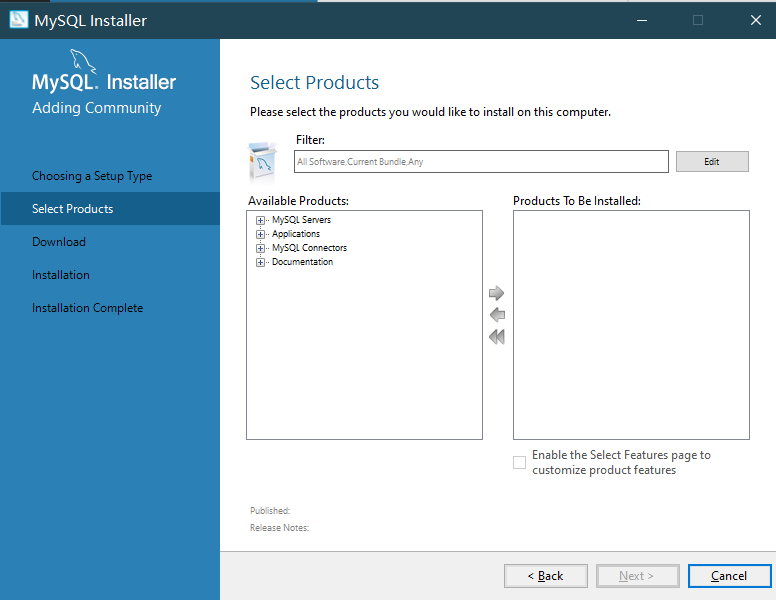 MySQL Installer
MySQL. Installer
Adding Community
Choosing a Setup Type
Select Products
Download
Installation
Installation Complete
Select Products
Please select the products you would like to install on this computer.
Filter:
All Software,Current Bundle,Any
Edit
Available Products:
Products To Be Installed:
MySQL Servers
Applications
MySQL Connectors
Documentation
Enable the Select Features page to
customize product features
Published:
Release Notes:
< Back
Next >
Cancel